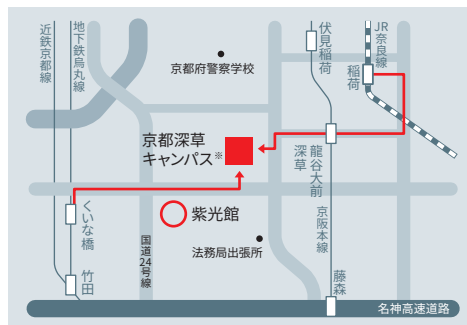 近鉄京都線
地下鉄烏丸線
伏見稲荷
JR
奈良線
稲荷
京都府警察学校
京都深草
キャンパス※
龍谷大前
深草
紫光館
くいな橋
国道24号線
法務局出張所
京阪本線
竹田
藤森
名神高速道路